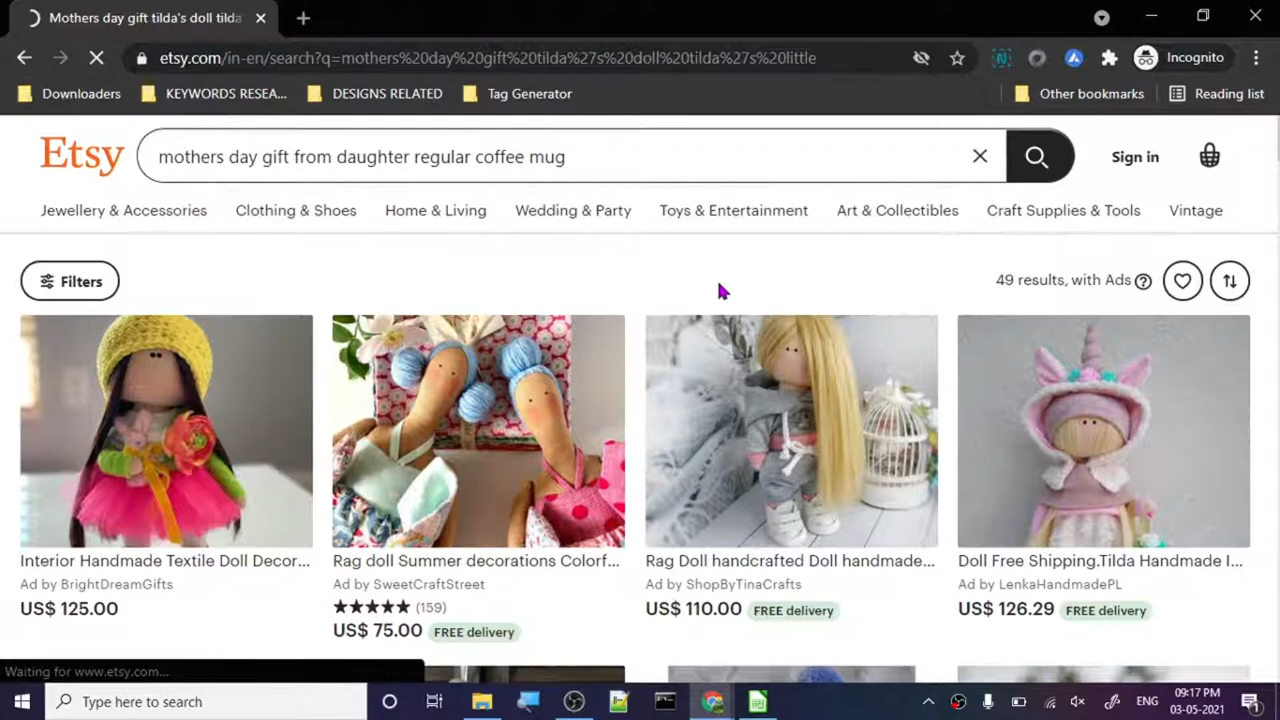 Mothers day gift tilda's doll tilda
etsy.com/in-en/search?q=mothers%20day%20gift%20tilda%27s%20doll%20tilda%27s%20little
Incognito
Downloaders
KEYWORDS RESEA...
DESIGNS RELATED
Tag Generator
Other bookmarks
Reading list
Etsy
mothers day gift from daughter regular coffee mug
Sign in
Jewellery & Accessories
Clothing & Shoes
Home & Living
Wedding & Party
Toys & Entertainment
Art & Collectibles
Craft Supplies & Tools
Vintage
Filters
49 results, with Ads
Interior Handmade Textile Doll Decor...
Ad by BrightDreamGifts
US$ 125.00
Rag doll Summer decorations Colorf...
Ad by SweetCraftStreet
★★★★★ (159)
US$ 75.00 FREE delivery
Rag Doll handcrafted Doll handmade...
Ad by ShopByTinaCrafts
US$ 110.00 FREE delivery
Doll Free Shipping.Tilda Handmade I...
Ad by LenkaHandmadePL
US$ 126.29 FREE delivery
Waiting for www.etsy.com...
Type here to search
ENG
09:17 PM
03-05-2021